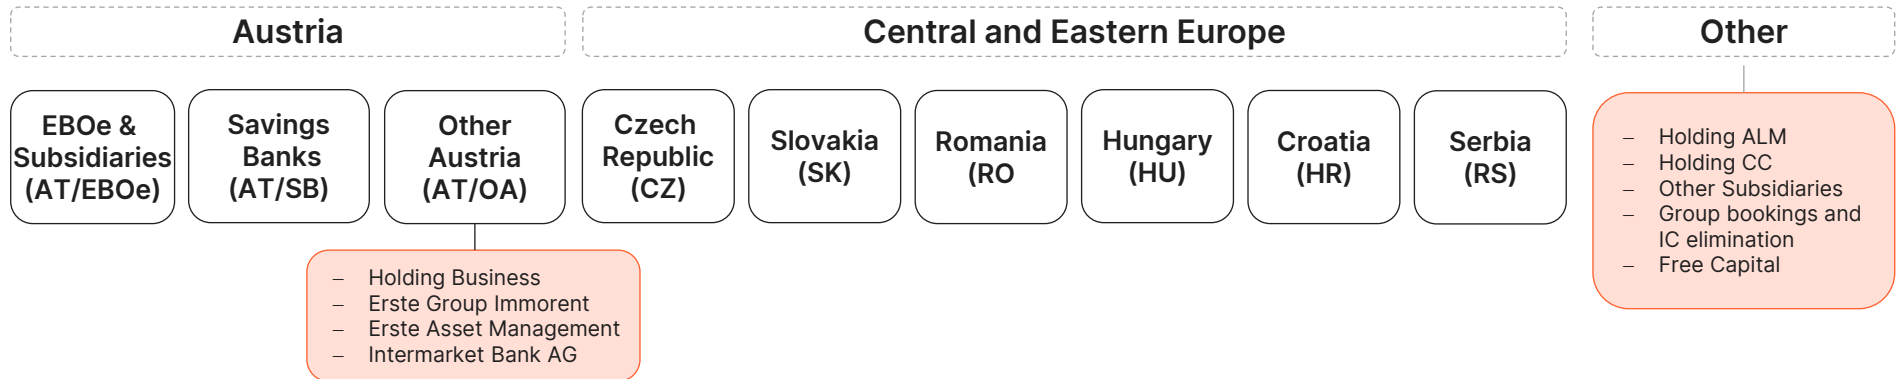 Austria
Central and Eastern Europe
Other
EBOe &
Subsidiaries
(AT/EBOe)
Savings
Banks
(AT/SB)
Other
Austria
(AT/OA)
Czech
Republic
(CZ)
Slovakia
(SK)
Romania
(RO
Hungary
(HU)
Croatia
(HR)
Serbia
(RS)
– Holding Business
– Erste Group Immorent
– Erste Asset Management
– Intermarket Bank AG
– Holding ALM
– Holding CC
– Other Subsidiaries
– Group bookings and
IC elimination
– Free Capital